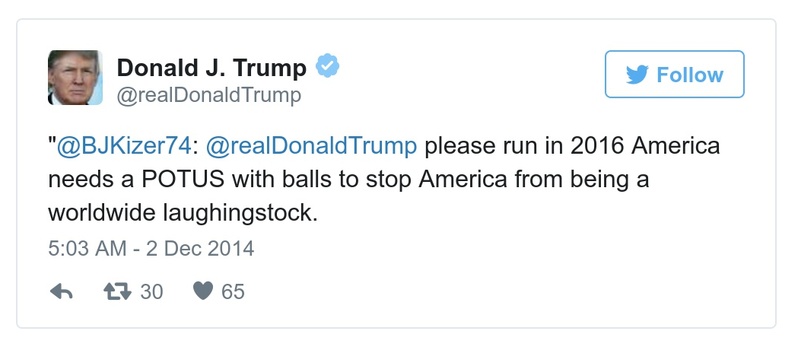 Donald J. Trump
@realDonaldTrump
Follow
"@BJKizer74: @realDonaldTrump please run in 2016 America
needs a POTUS with balls to stop America from being a
worldwide laughingstock.
5:03 AM - 2 Dec 2014
30 65